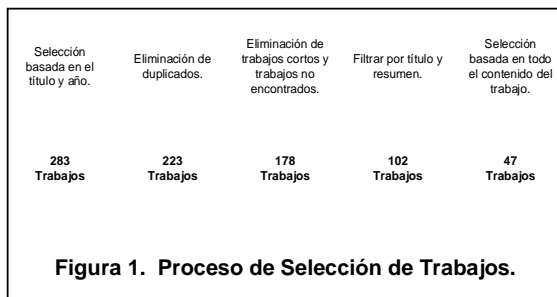 Selección
basada en el
título y año.
Eliminación de
duplicados.
Eliminación de
trabajos cortos y
trabajos no
encontrados.
Filtrar por título y
resumen.
Selección
basada en todo
el contenido del
trabajo.
283
Trabajos
223
Trabajos
178
Trabajos
102
Trabajos
47
Trabajos
Figura 1. Proceso de Selección de Trabajos.